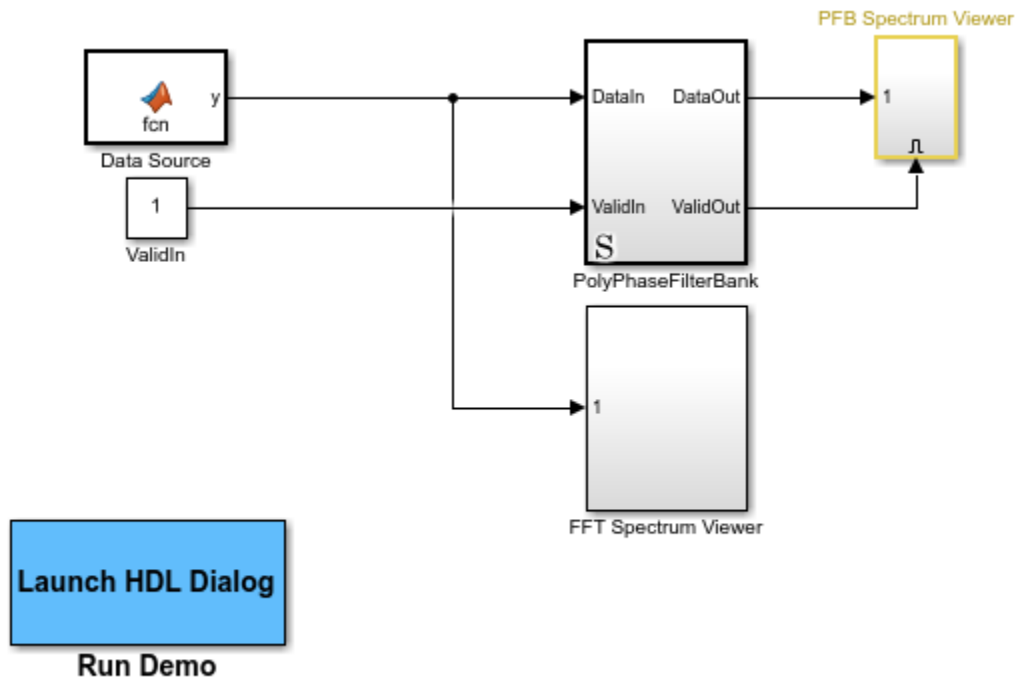 PFB Spectrum Viewer
y
fcn
Data Source
DataIn
DataOut
1
1
ValidIn
ValidIn
ValidOut
S
PolyPhaseFilterBank
1
FFT Spectrum Viewer
Launch HDL Dialog
Run Demo